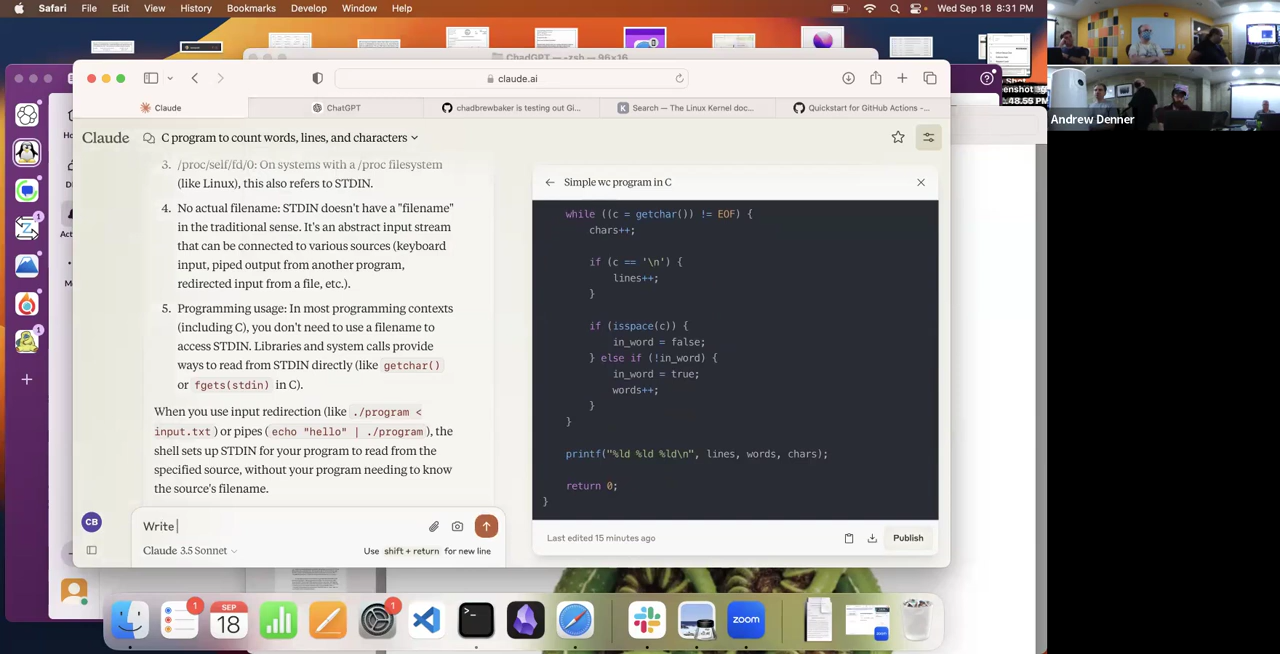 Safari File Edit View History Bookmarks Develop Window Help
Wed Sep 18 8:31 PM
ChadGPT — -zsh — 96x16
claude.ai
Claude
ChatGPT
chadbrewbaker is testing out Gi...
Search — The Linux Kernel doc...
Quickstart for GitHub Actions -...
Claude
C program to count words, lines, and characters
3. /proc/self/fd/0: On systems with a /proc filesystem
(like Linux), this also refers to STDIN.
4. No actual filename: STDIN doesn't have a "filename"
in the traditional sense. It's an abstract input stream
that can be connected to various sources (keyboard
input, piped output from another program,
redirected input from a file, etc.).
5. Programming usage: In most programming contexts
(including C), you don't need to use a filename to
access STDIN. Libraries and system calls provide
ways to read from STDIN directly (like getchar()
or fgets(stdin) in C).
When you use input redirection (like ./program <
input.txt ) or pipes ( echo "hello" | ./program ), the
shell sets up STDIN for your program to read from the
specified source, without your program needing to know
the source's filename.
CB
Write
Claude 3.5 Sonnet
Use shift + return for new line
Simple wc program in C
while ((c = getchar()) != EOF) {
chars++;
if (c == '\n') {
lines++;
}
if (isspace(c)) {
in_word = false;
} else if (!in_word) {
in_word = true;
words++;
}
}
printf("%ld %ld %ld\n", lines, words, chars);
return 0;
}
Last edited 15 minutes ago
Publish
Andrew Denner
1
1
SEP
18
1
1
zoom